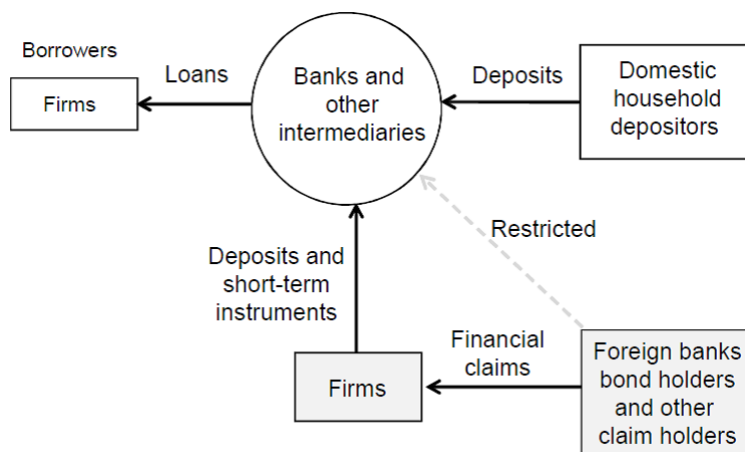 Borrowers
Firms
Loans
Banks and
other
intermediaries
Deposits
Domestic
household
depositors
Restricted
Deposits and
short-term
instruments
Firms
Financial
claims
Foreign banks
bond holders
and other
claim holders